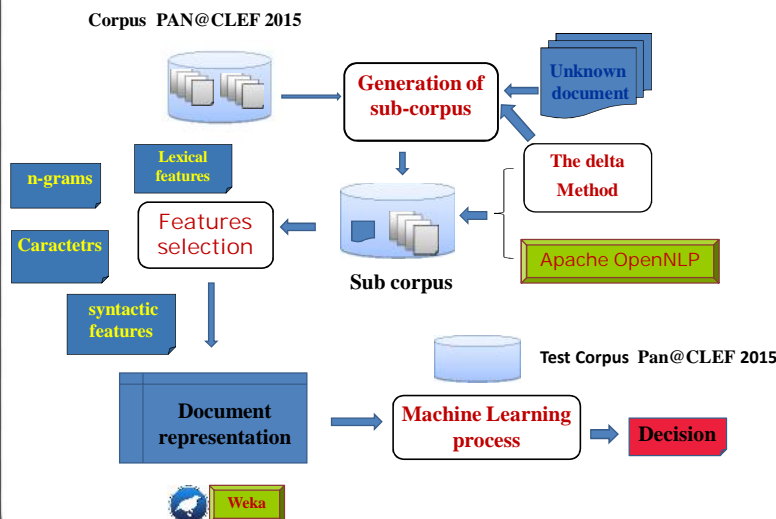 Corpus PAN@CLEF 2015
Generation of
sub-corpus
Unknown
document
The delta
Method
Lexical
features
n-grams
Features
selection
Caractetrs
Apache OpenNLP
Sub corpus
syntactic
features
Test Corpus Pan@CLEF 2015
Document
representation
Machine Learning
process
Decision
Weka